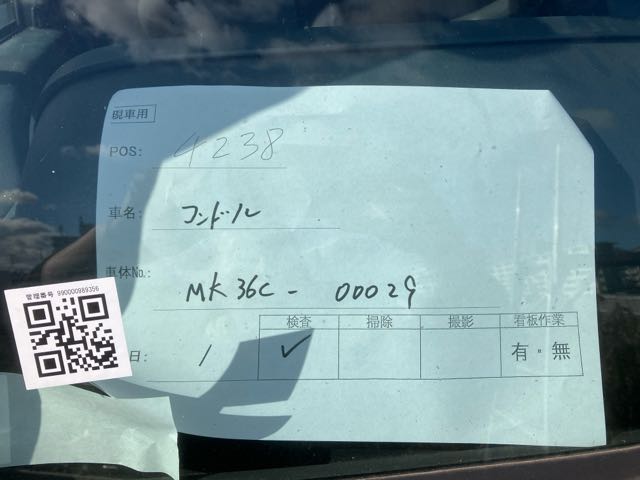 現車用
POS: 4238
車名: コンドル
車体No.: MK36C - 00029
管理番号 990000989356
検査 掃除 撮影 看板作業
日: / ✓ 有・無